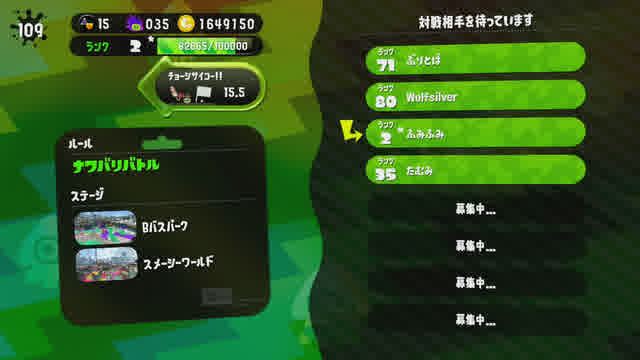 109
15 035 1649150
ランク 2★ 82865/100000
チョーシサイコー!!
15.5
ルール
ナワバリバトル
ステージ
Bバスパーク
スメーシーワールド
対戦相手を待っています
ランク 71 ぷりとば
ランク 80 Wolfsilver
ランク 2★ ふみふみ
ランク 35 たむみ
募集中...
募集中...
募集中...
募集中...